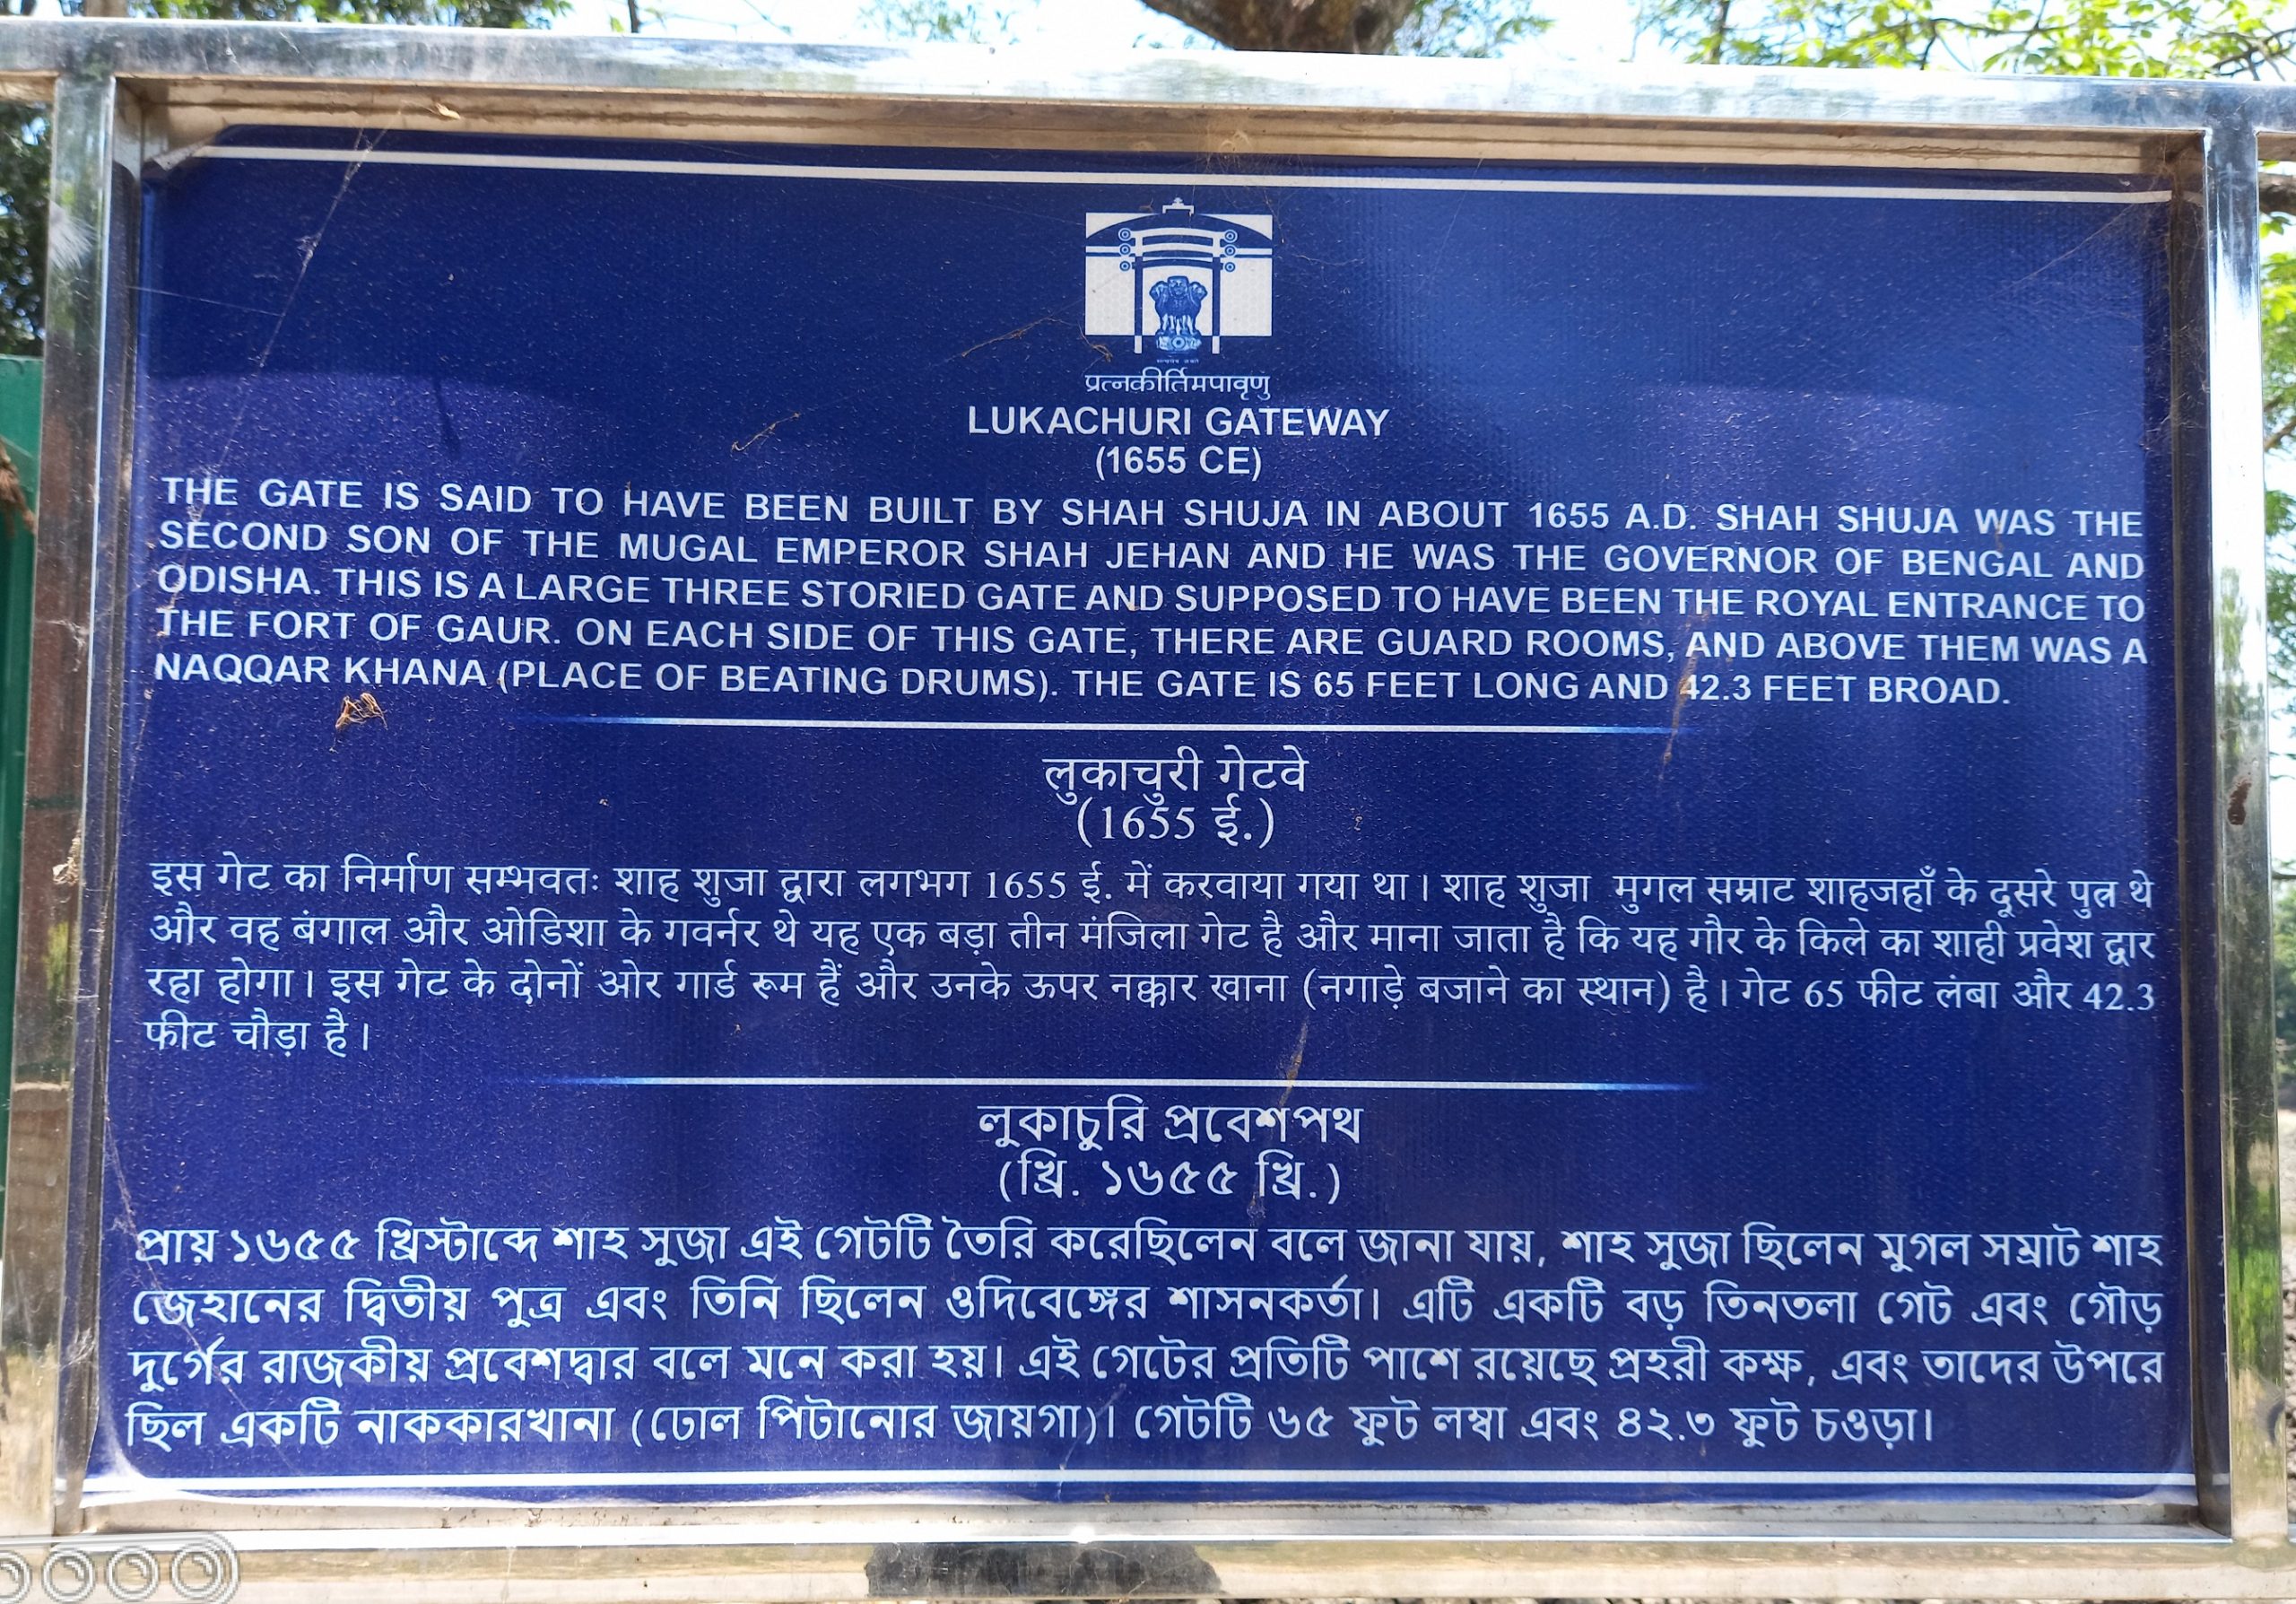 प्रत्नकीर्तिमपावृणु
LUKACHURI GATEWAY
(1655 CE)
THE GATE IS SAID TO HAVE BEEN BUILT BY SHAH SHUJA IN ABOUT 1655 A.D. SHAH SHUJA WAS THE
SECOND SON OF THE MUGAL EMPEROR SHAH JEHAN AND HE WAS THE GOVERNOR OF BENGAL AND
ODISHA. THIS IS A LARGE THREE STORIED GATE AND SUPPOSED TO HAVE BEEN THE ROYAL ENTRANCE TO
THE FORT OF GAUR. ON EACH SIDE OF THIS GATE, THERE ARE GUARD ROOMS, AND ABOVE THEM WAS A
NAQQAR KHANA (PLACE OF BEATING DRUMS). THE GATE IS 65 FEET LONG AND 42.3 FEET BROAD.
लुकाचुरी गेटवे
(1655 ई.)
इस गेट का निर्माण सम्भवतः शाह शुजा द्वारा लगभग 1655 ई. में करवाया गया था। शाह शुजा मुगल सम्राट शाहजहाँ के दूसरे पुत्र थे
और वह बंगाल और ओडिशा के गवर्नर थे यह एक बड़ा तीन मंजिला गेट है और माना जाता है कि यह गौर के किले का शाही प्रवेश द्वार
रहा होगा। इस गेट के दोनों ओर गार्ड रूम हैं और उनके ऊपर नक्कार खाना (नगाड़े बजाने का स्थान) है। गेट 65 फीट लंबा और 42.3
फीट चौड़ा है।
লুকাচুরি প্রবেশপথ
(খ্রি. ১৬৫৫ খ্রি.)
প্রায় ১৬৫৫ খ্রিস্টাব্দে শাহ সুজা এই গেটটি তৈরি করেছিলেন বলে জানা যায়, শাহ সুজা ছিলেন মুগল সম্রাট শাহ
জেহানের দ্বিতীয় পুত্র এবং তিনি ছিলেন ওদিবেঙ্গের শাসনকর্তা। এটি একটি বড় তিনতলা গেট এবং গৌড়
দুর্গের রাজকীয় প্রবেশদ্বার বলে মনে করা হয়। এই গেটের প্রতিটি পাশে রয়েছে প্রহরী কক্ষ, এবং তাদের উপরে
ছিল একটি নাককারখানা (ঢোল পিটানোর জায়গা)। গেটটি ৬৫ ফুট লম্বা এবং ৪২.৩ ফুট চওড়া।